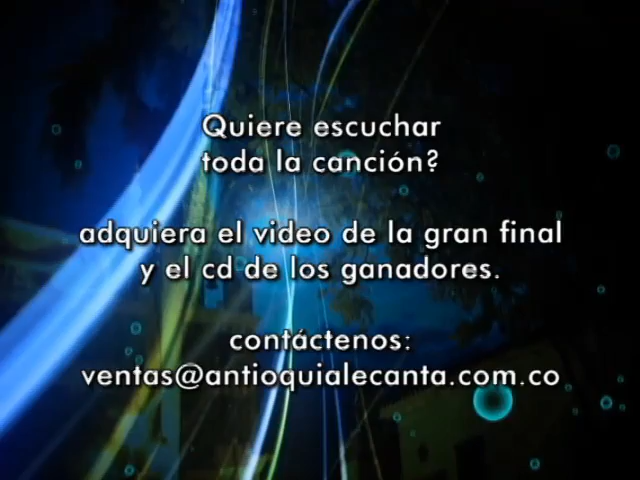 Quiere escuchar
toda la canción?
adquiera el video de la gran final
y el cd de los ganadores.
contáctenos:
ventas@antioquialecanta.com.co